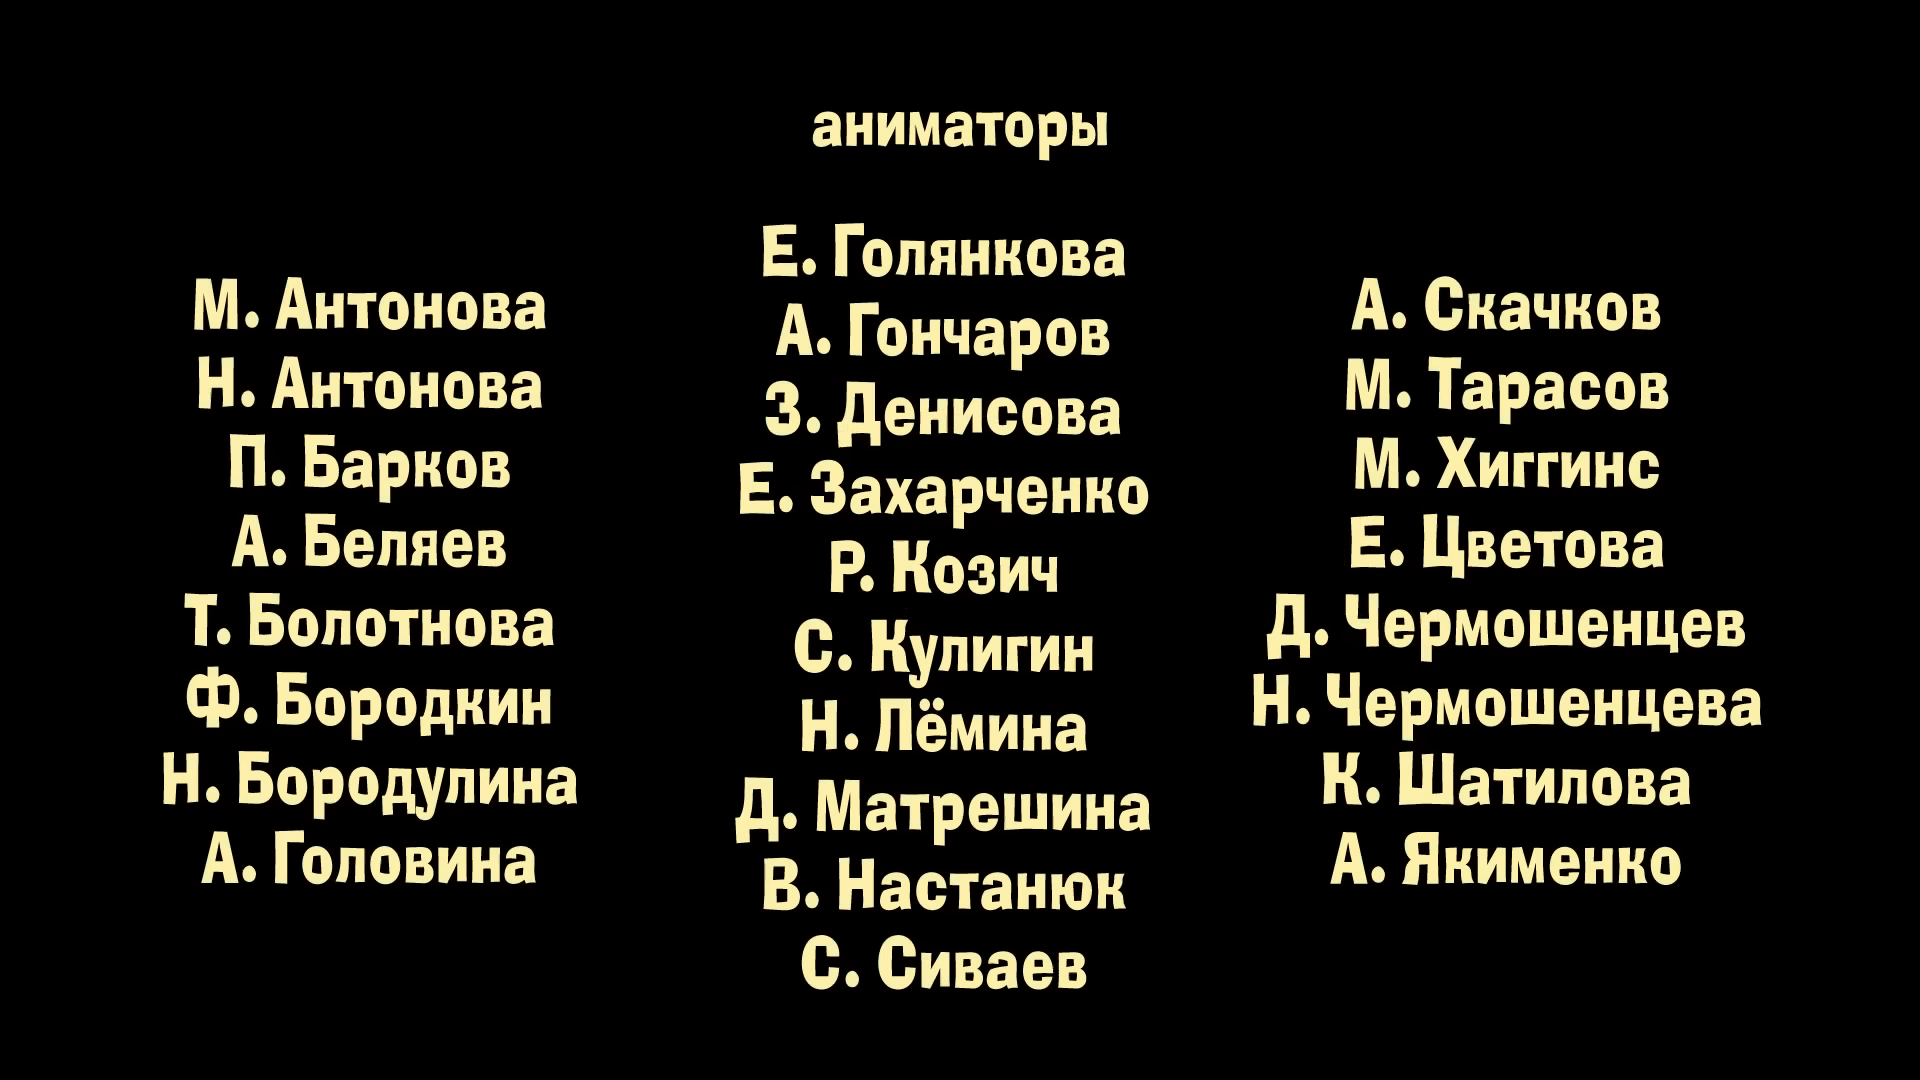 аниматоры
М. Антонова
Н. Антонова
П. Барков
А. Беляев
Т. Болотнова
Ф. Бородкин
Н. Бородулина
А. Головина
Е. Голянкова
А. Гончаров
З. Денисова
Е. Захарченко
Р. Козич
С. Кулигин
Н. Лёмина
Д. Матрешина
В. Настанюк
С. Сиваев
А. Скачков
М. Тарасов
М. Хиггинс
Е. Цветова
Д. Чермошенцев
Н. Чермошенцева
К. Шатилова
А. Якименко